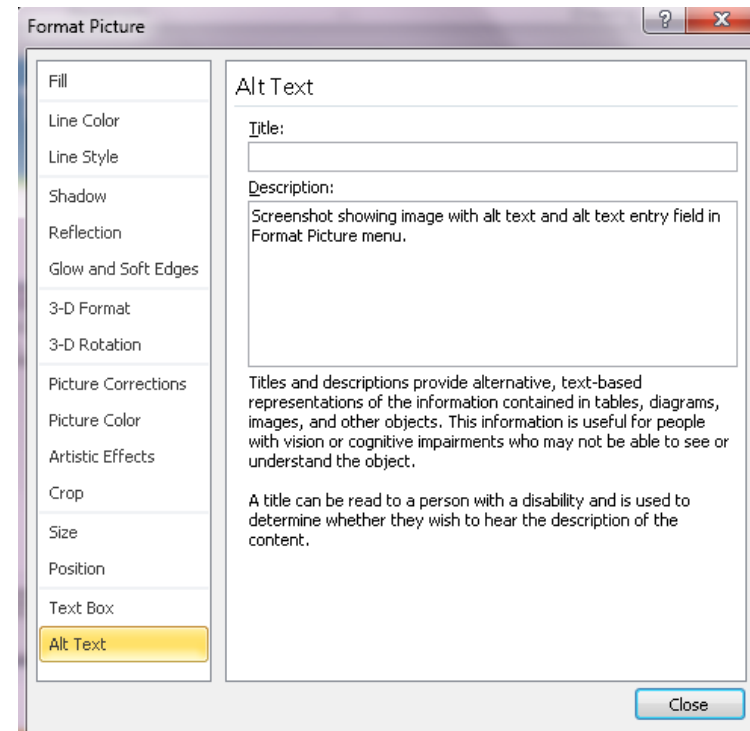 Format Picture
?
X
Fill
Line Color
Line Style
Shadow
Reflection
Glow and Soft Edges
3-D Format
3-D Rotation
Picture Corrections
Picture Color
Artistic Effects
Crop
Size
Position
Text Box
Alt Text
Alt Text
Title:
Description:
Screenshot showing image with alt text and alt text entry field in
Format Picture menu.
Titles and descriptions provide alternative, text-based
representations of the information contained in tables, diagrams,
images, and other objects. This information is useful for people
with vision or cognitive impairments who may not be able to see or
understand the object.
A title can be read to a person with a disability and is used to
determine whether they wish to hear the description of the
content.
Close